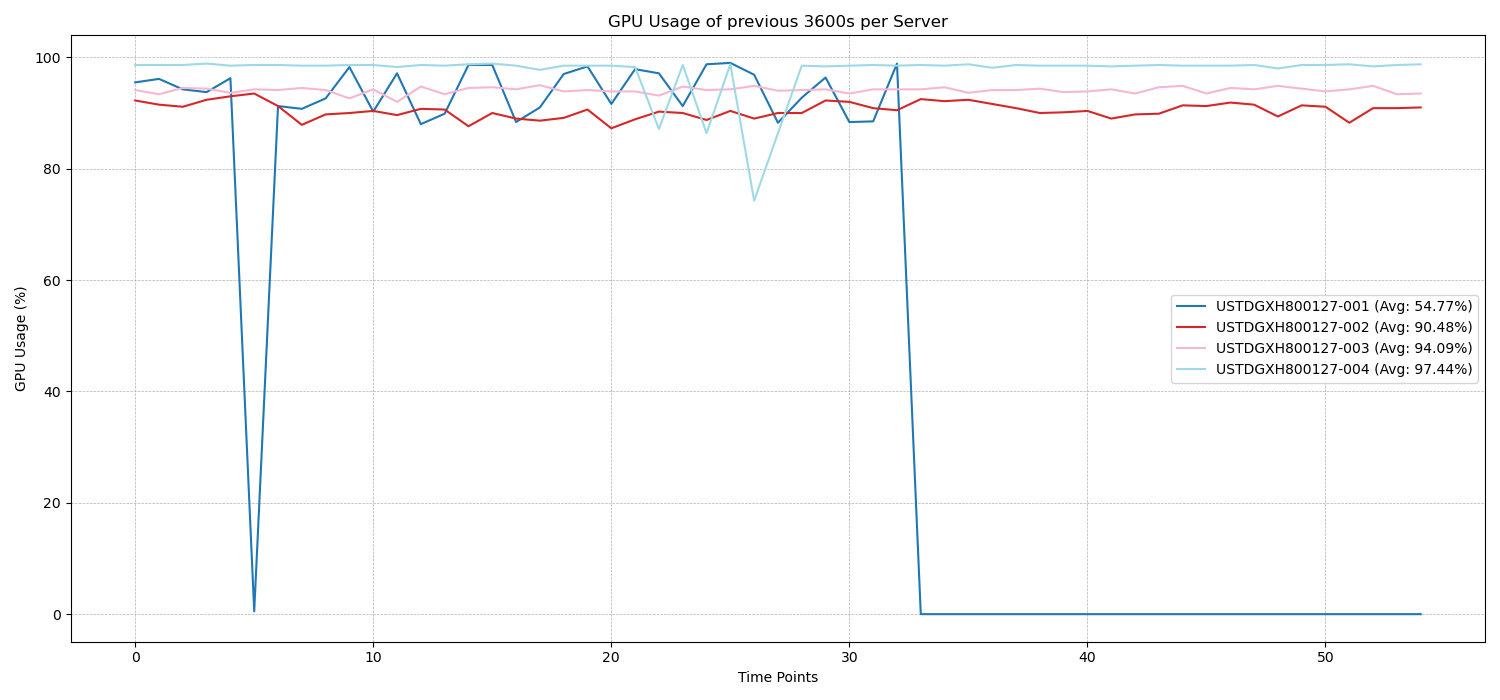 GPU Usage of previous 3600s per Server
100
80
60
40
20
0
GPU Usage (%)
USTDGXH800127-001 (Avg: 54.77%)
USTDGXH800127-002 (Avg: 90.48%)
USTDGXH800127-003 (Avg: 94.09%)
USTDGXH800127-004 (Avg: 97.44%)
0 10 20 30 40 50
Time Points